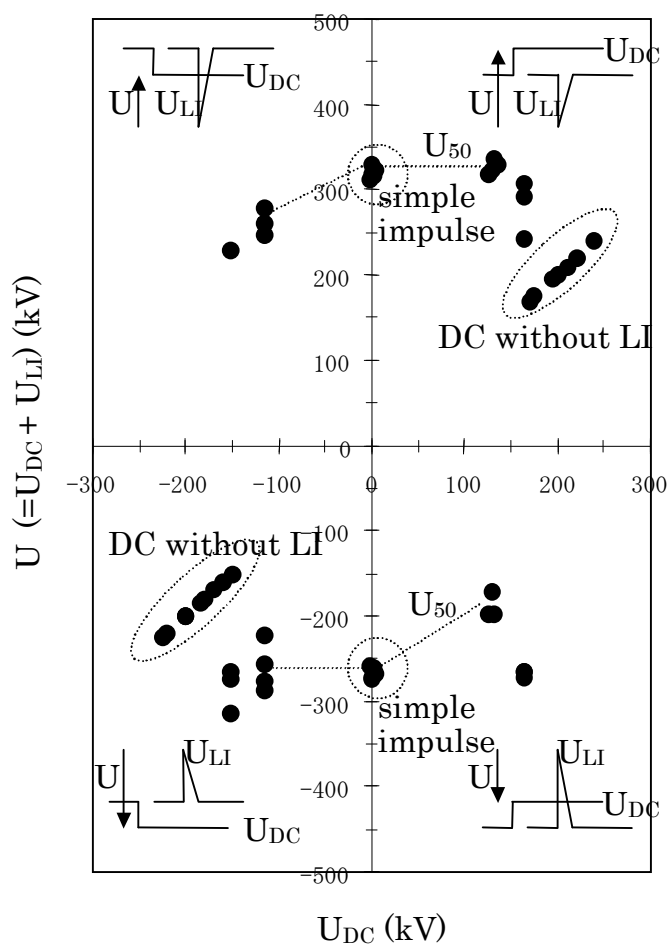 500
U_DC
U
U_LI
U_DC
U
U_LI
400
U_50
300
simple
impulse
200
DC without LI
100
U (=U_DC + U_LI) (kV)
0
-300
-200
-100
0
100
200
300
-100
DC without LI
-200
U_50
-300
simple
impulse
U_LI
U
U_DC
U_LI
U
U_DC
-400
-500
U_DC (kV)